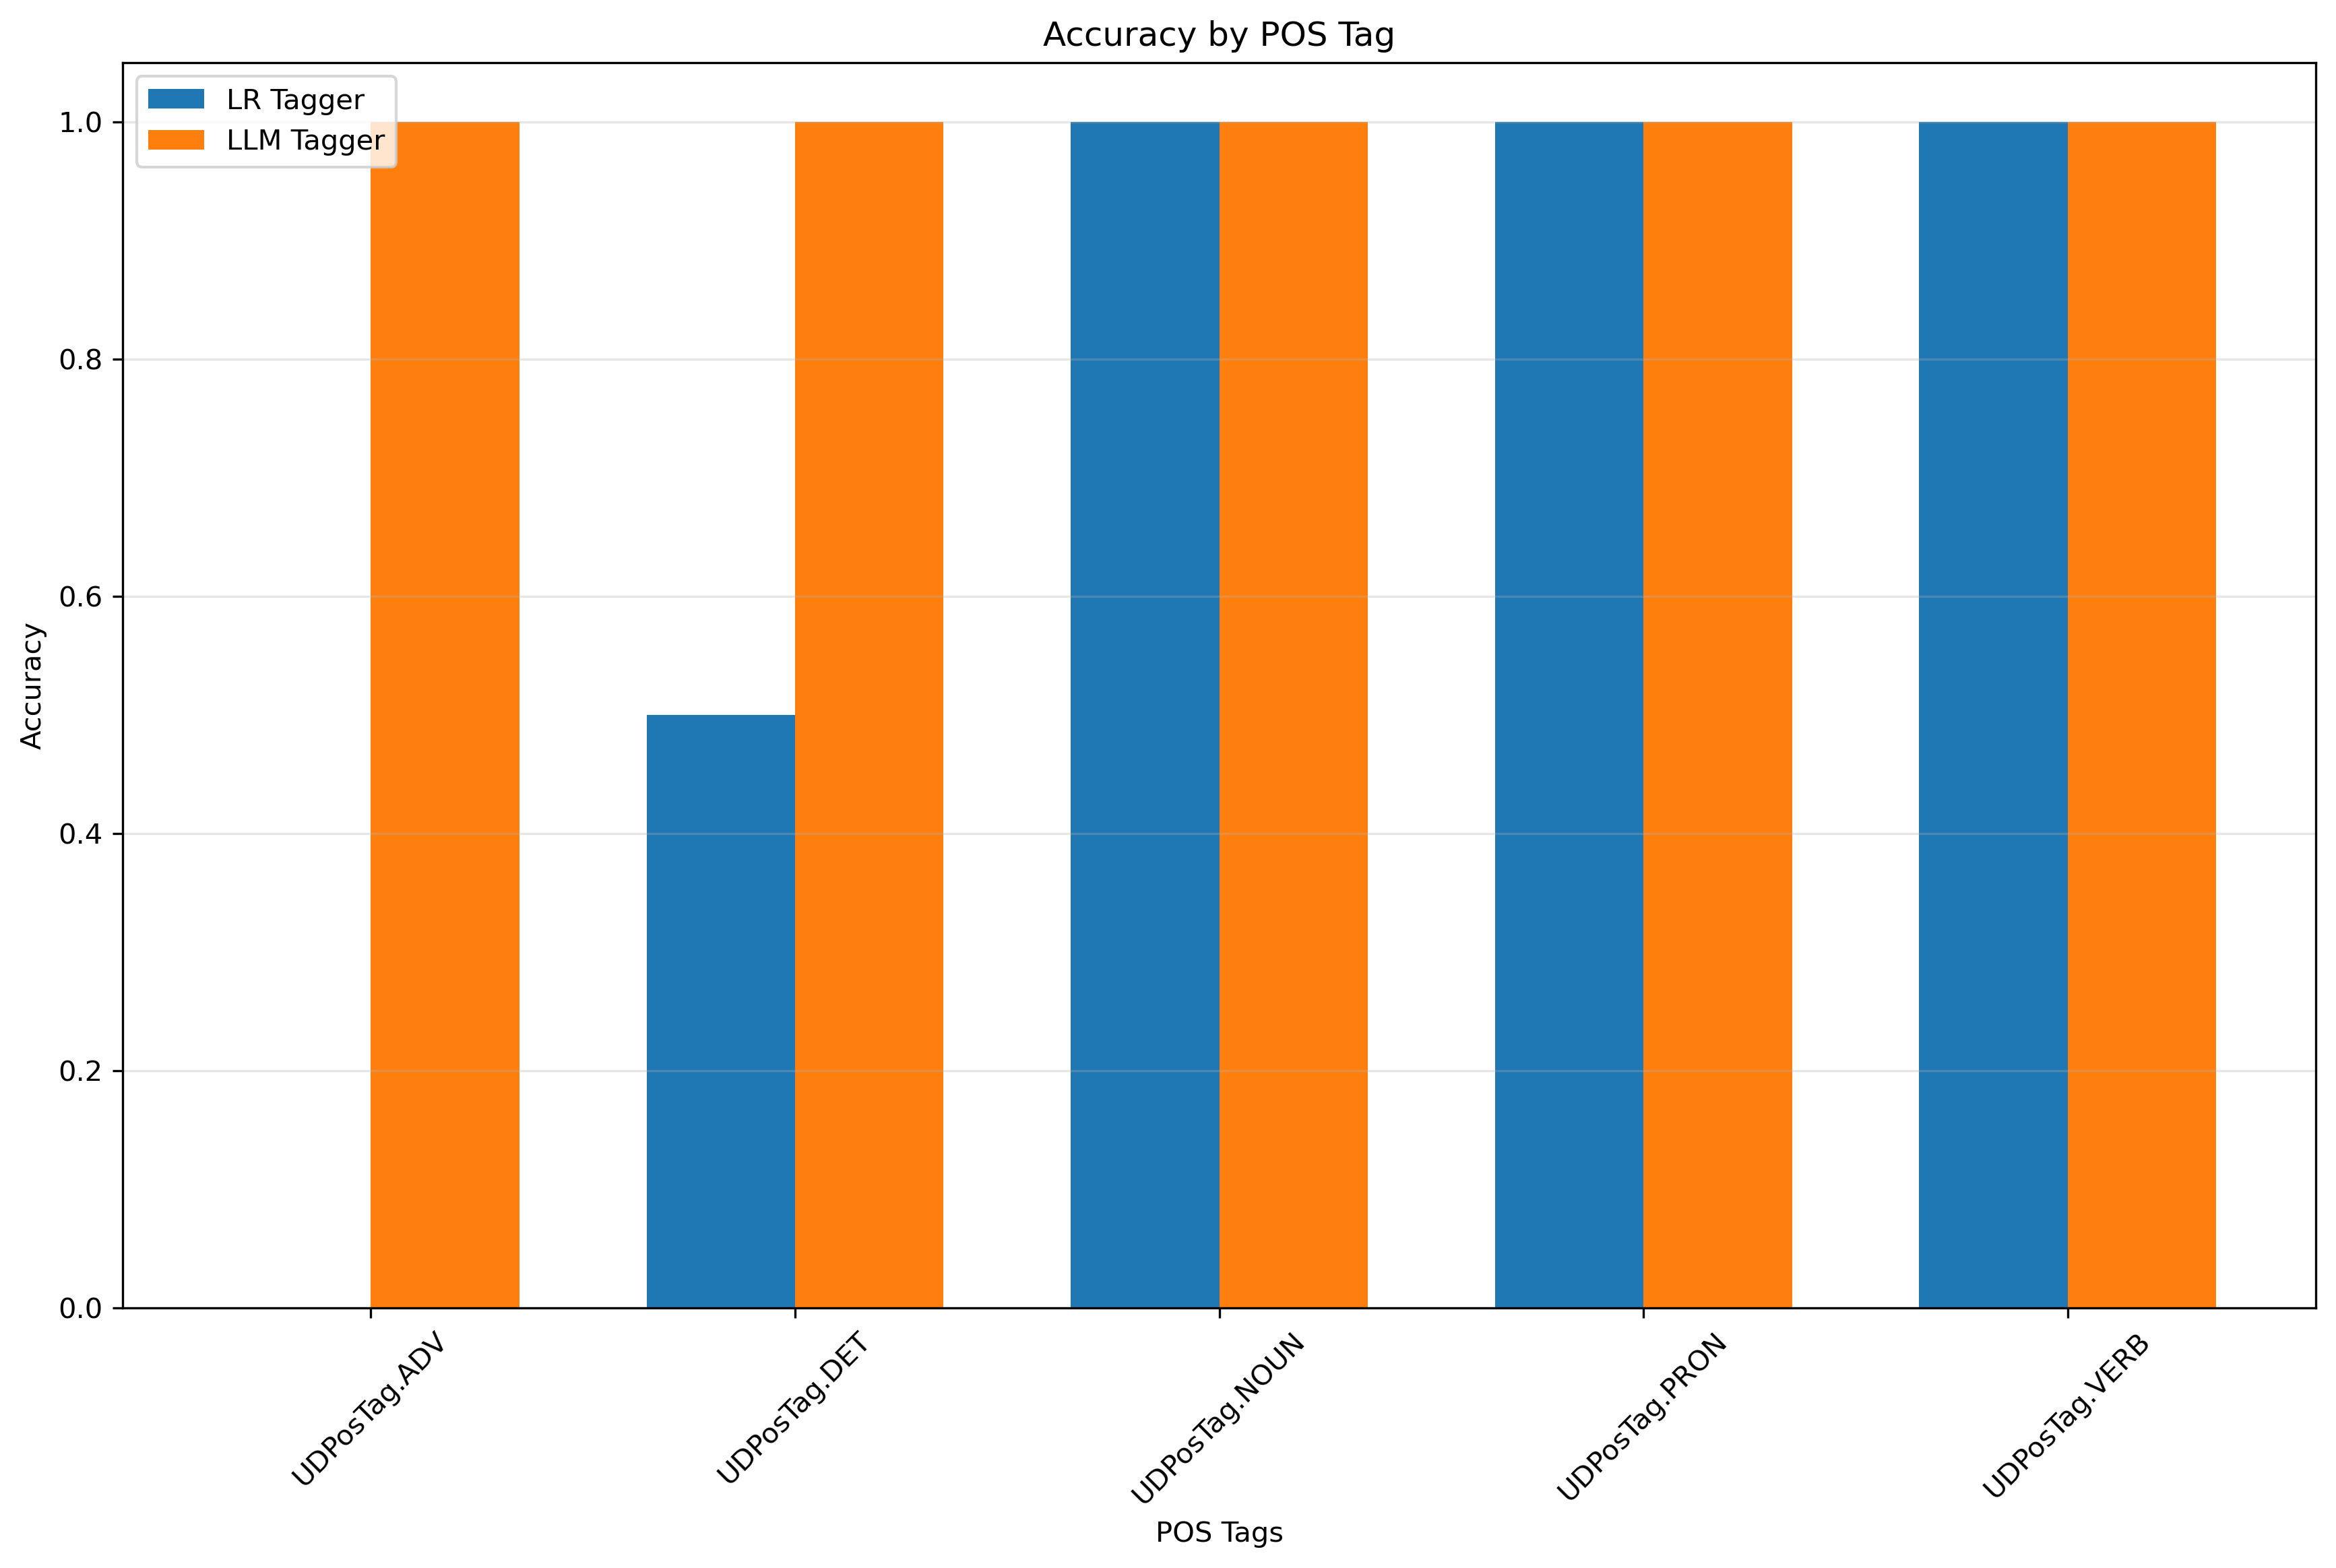 Accuracy by POS Tag
LR Tagger
LLM Tagger
1.0
0.8
0.6
0.4
0.2
0.0
Accuracy
UDPosTag.ADV
UDPosTag.DET
UDPosTag.NOUN
UDPosTag.PRON
UDPosTag.VERB
POS Tags